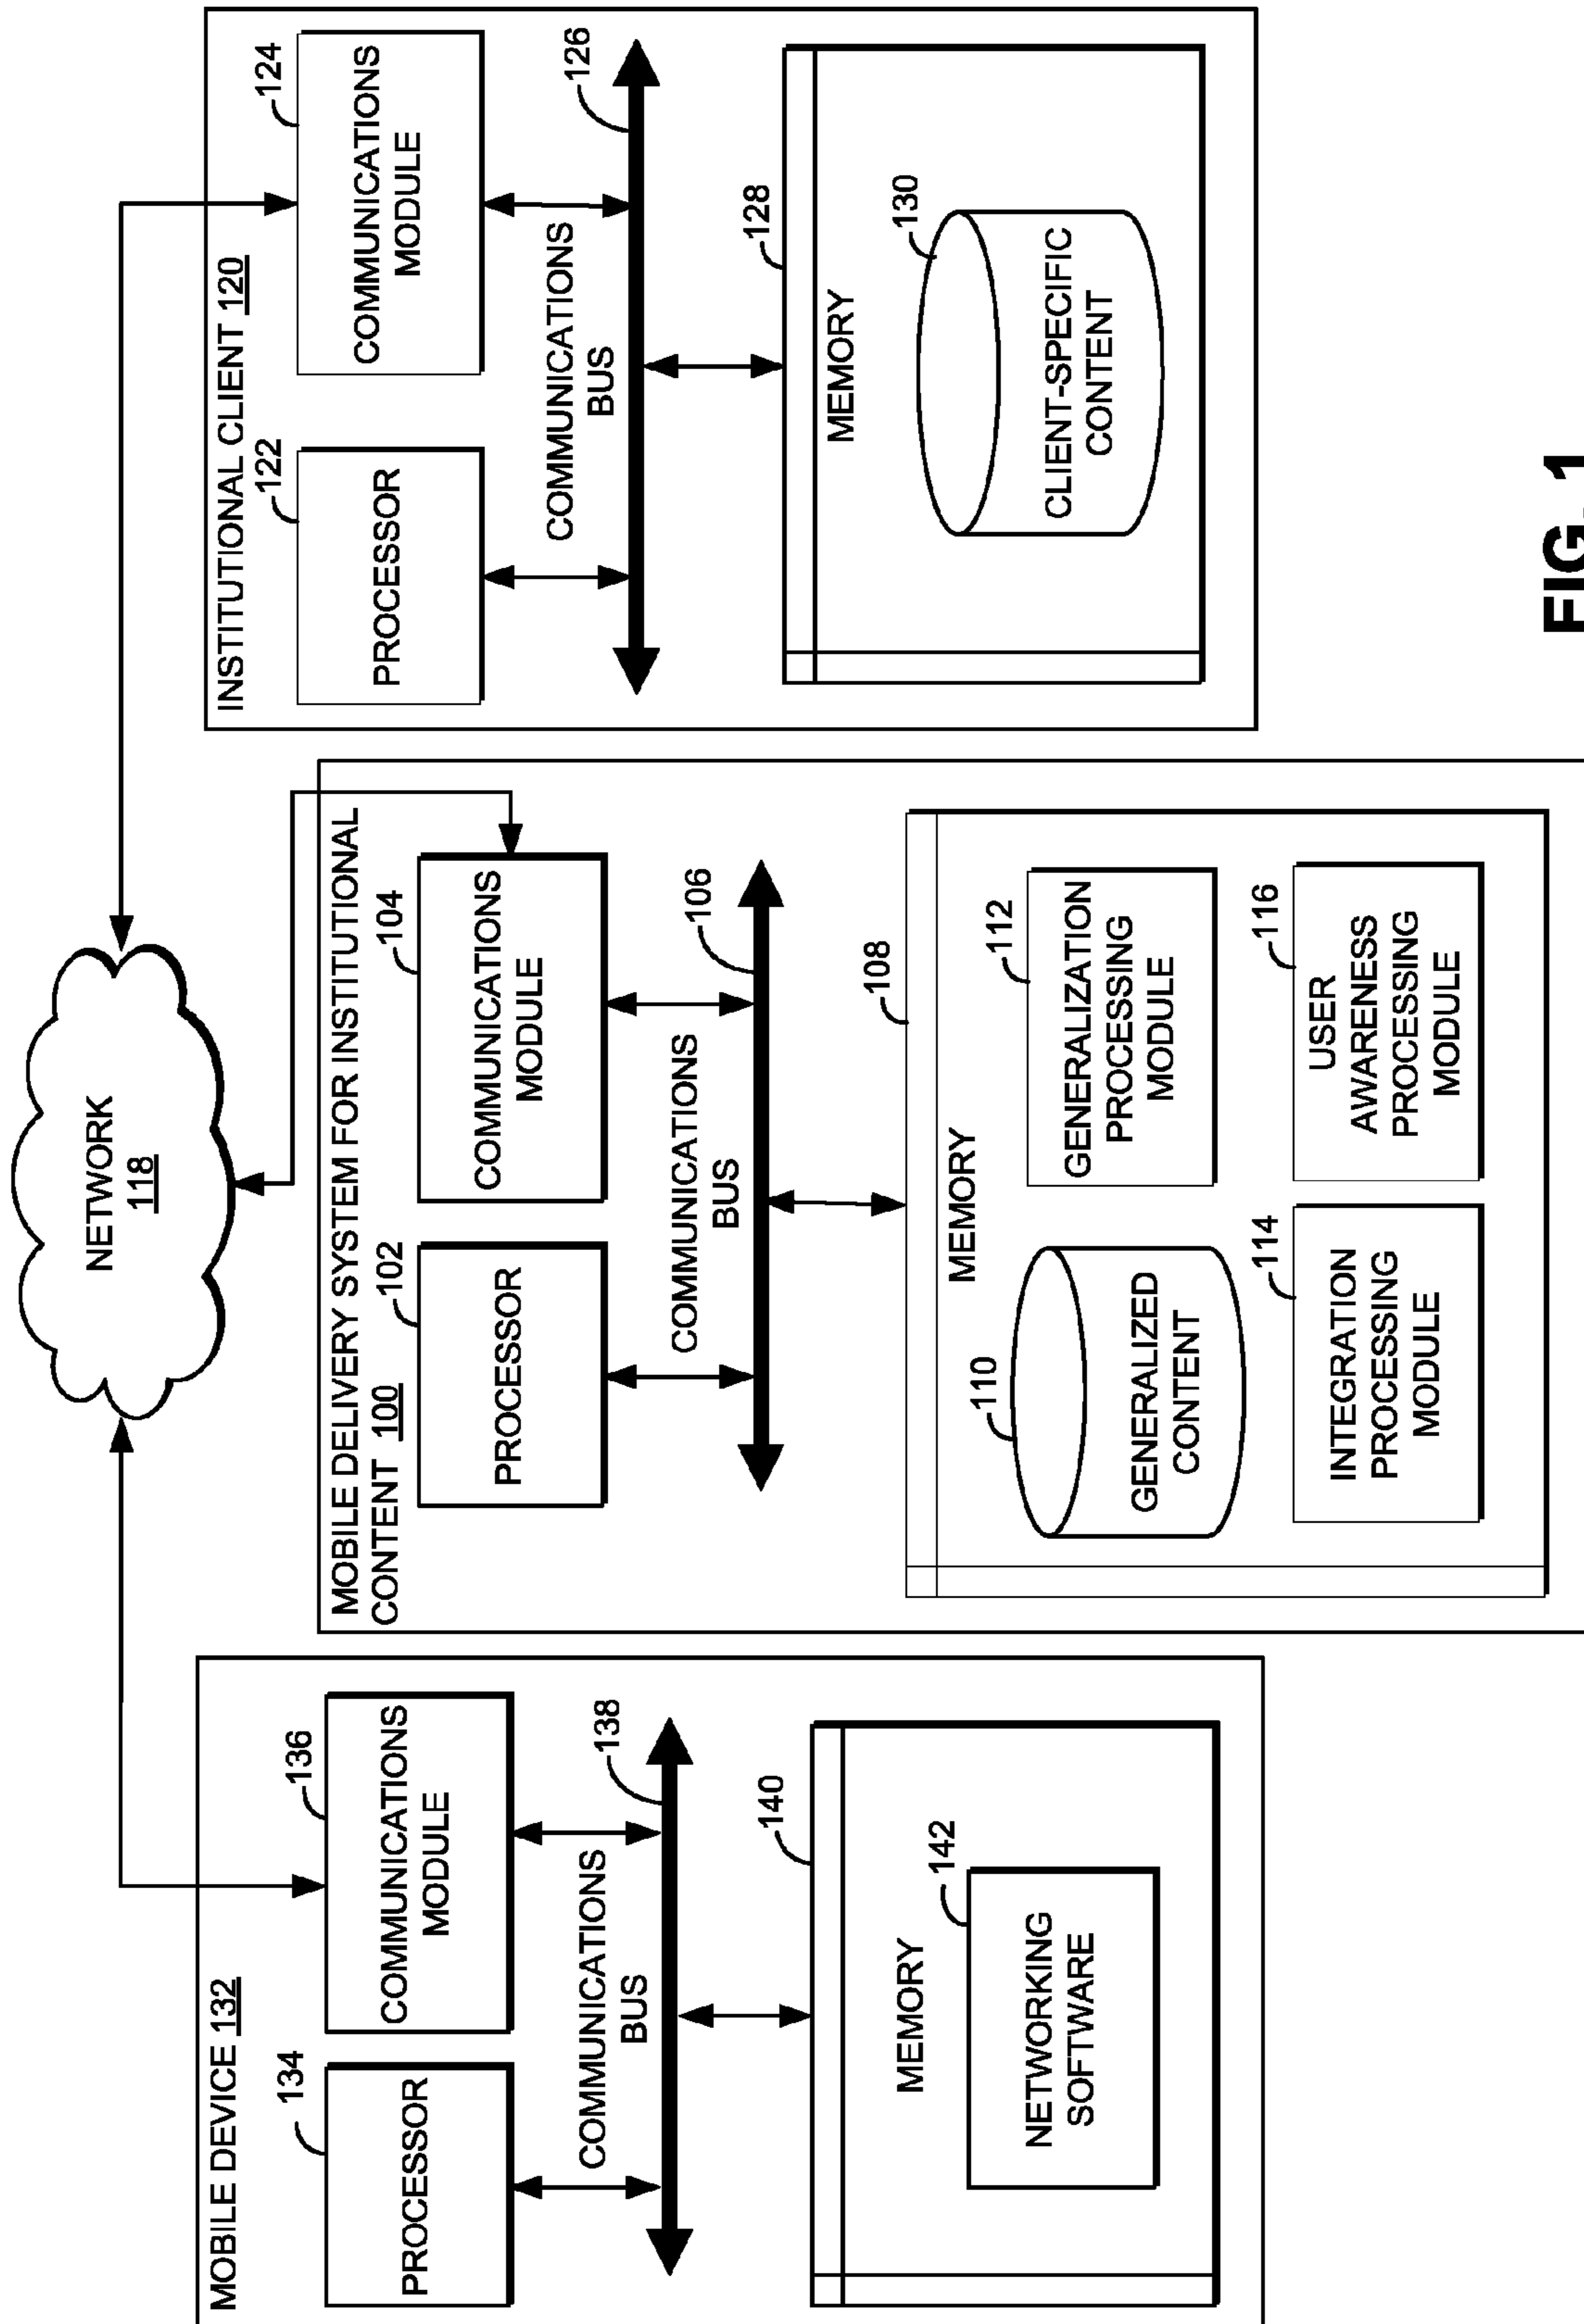 NETWORK
118
MOBILE DEVICE 132
134
PROCESSOR
136
COMMUNICATIONS
MODULE
COMMUNICATIONS
BUS
138
140
MEMORY
142
NETWORKING
SOFTWARE
MOBILE DELIVERY SYSTEM FOR INSTITUTIONAL
CONTENT 100
102
PROCESSOR
104
COMMUNICATIONS
MODULE
COMMUNICATIONS
BUS
106
108
MEMORY
110
GENERALIZED
CONTENT
112
GENERALIZATION
PROCESSING
MODULE
114
INTEGRATION
PROCESSING
MODULE
116
USER
AWARENESS
PROCESSING
MODULE
INSTITUTIONAL CLIENT 120
122
PROCESSOR
124
COMMUNICATIONS
MODULE
COMMUNICATIONS
BUS
126
128
MEMORY
130
CLIENT-SPECIFIC
CONTENT
FIG. 1